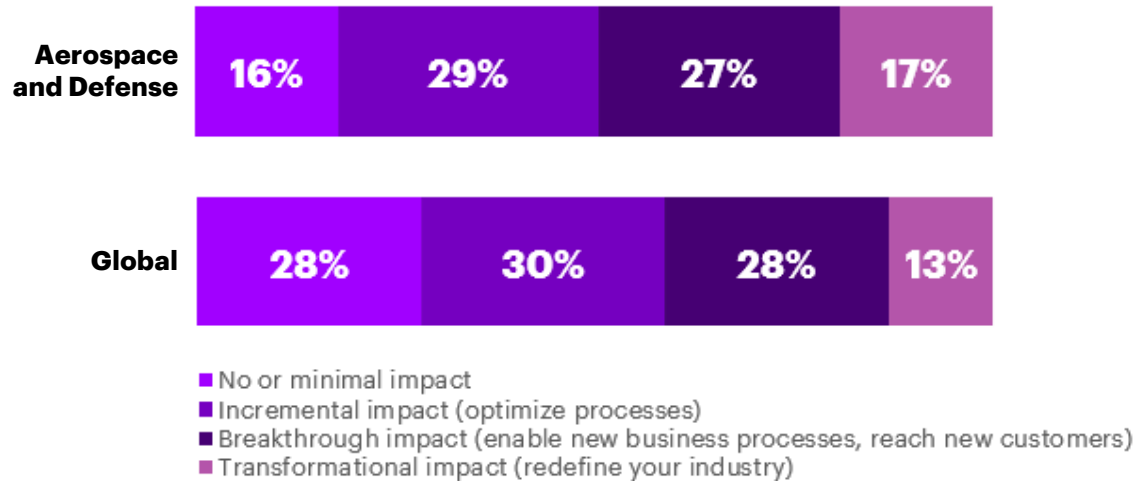 Aerospace
and Defense
16% 29% 27% 17%
Global
28% 30% 28% 13%
No or minimal impact
Incremental impact (optimize processes)
Breakthrough impact (enable new business processes, reach new customers)
Transformational impact (redefine your industry)